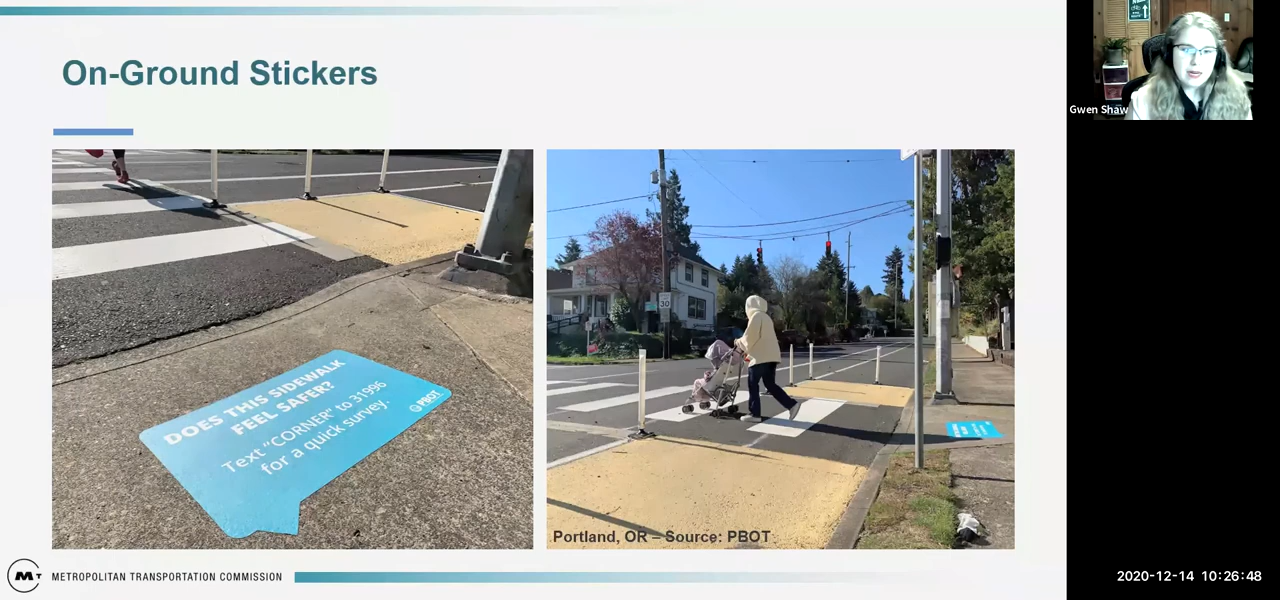 On-Ground Stickers
Gwen Shaw
DOES THIS SIDEWALK
FEEL SAFER?
Text "CORNER" to 31996
for a quick survey.
@PBOT
30
Portland, OR – Source: PBOT
METROPOLITAN TRANSPORTATION COMMISSION
2020-12-14 10:26:48